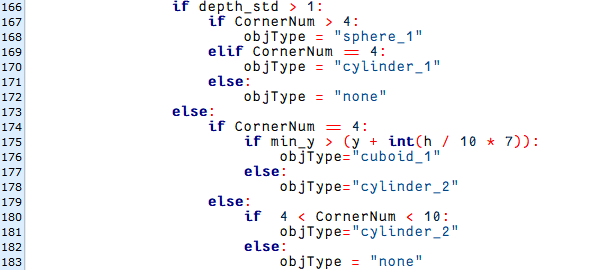 166 if depth_std > 1:
167 if CornerNum > 4:
168 objType = "sphere_1"
169 elif CornerNum == 4:
170 objType = "cylinder_1"
171 else:
172 objType = "none"
173 else:
174 if CornerNum == 4:
175 if min_y > (y + int(h / 10 * 7)):
176 objType="cuboid_1"
177 else:
178 objType="cylinder_2"
179 else:
180 if  4 < CornerNum < 10:
181 objType="cylinder_2"
182 else:
183 objType = "none"